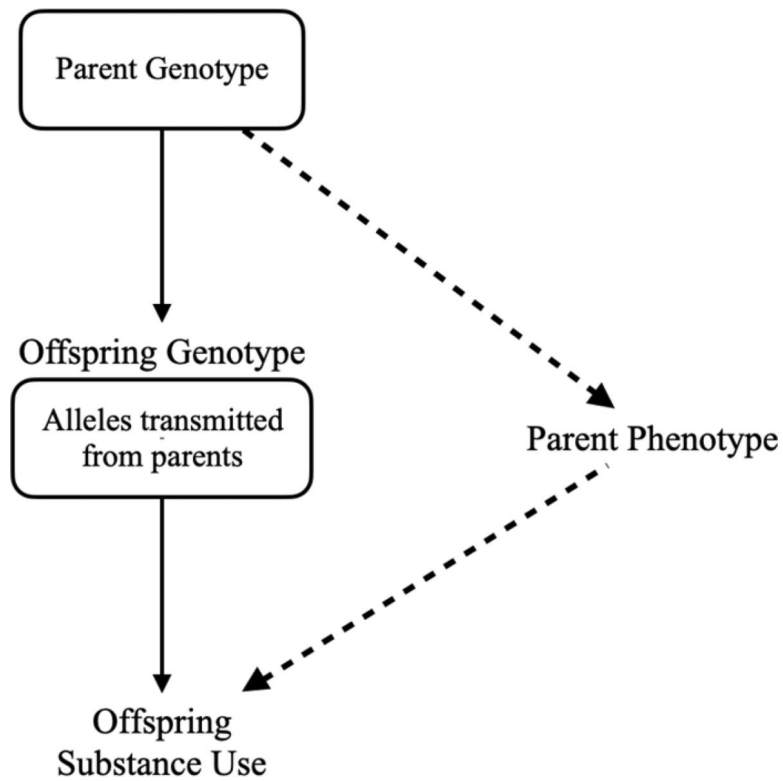 Parent Genotype
Offspring Genotype
Alleles transmitted
from parents
Parent Phenotype
Offspring
Substance Use